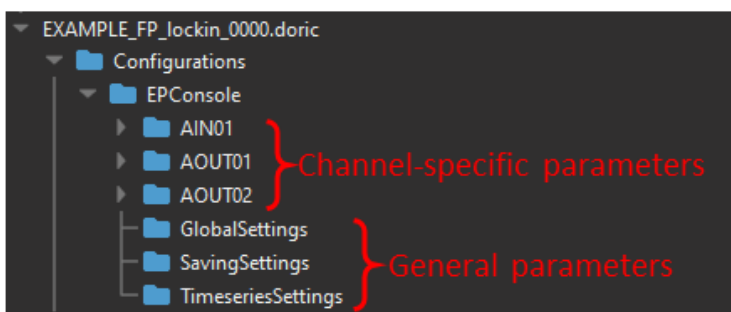 EXAMPLE_FP_lockin_0000.doric
Configurations
EPConsole
AIN01
AOUT01
Channel-specific parameters
AOUT02
GlobalSettings
SavingSettings
General parameters
TimeseriesSettings